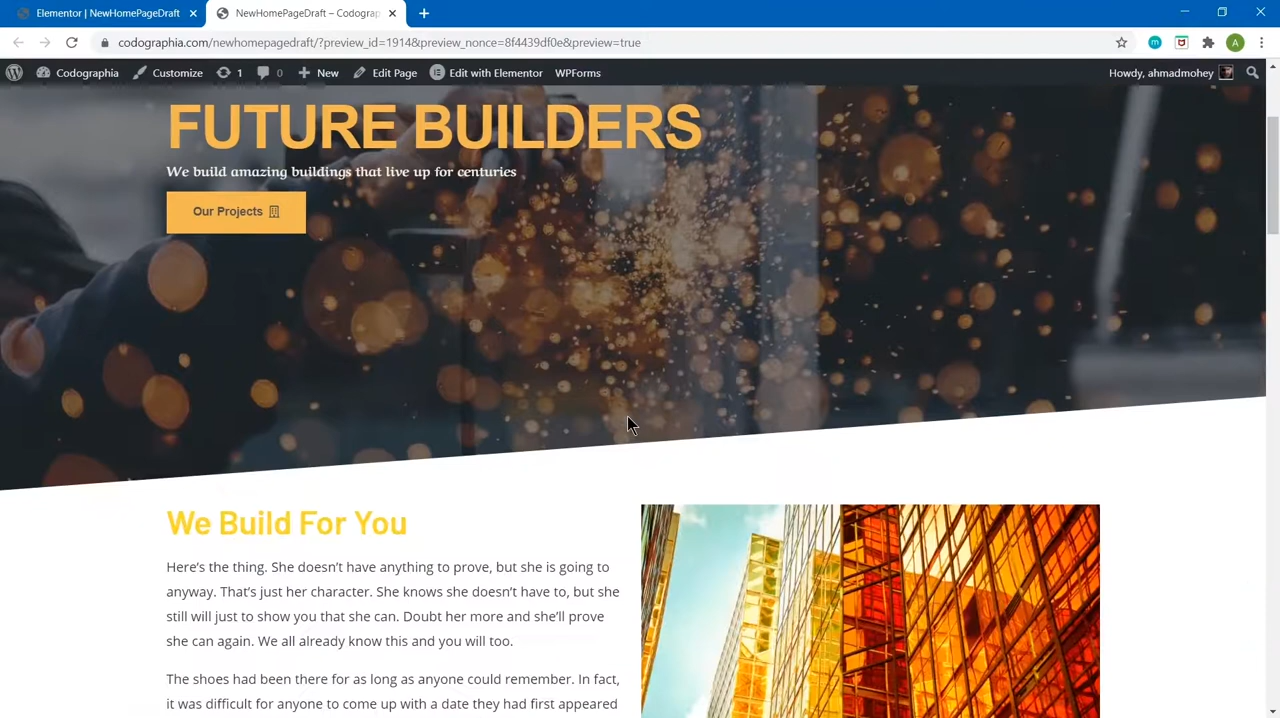 Elementor | NewHomePageDraft
NewHomePageDraft – Codograp
codographia.com/newhomepagedraft/?preview_id=1914&preview_nonce=8f4439df0e&preview=true
A
Codographia
Customize
1
0
New
Edit Page
Edit with Elementor
WPForms
Howdy, ahmadmohey
FUTURE BUILDERS
We build amazing buildings that live up for centuries
Our Projects
We Build For You
Here's the thing. She doesn't have anything to prove, but she is going to
anyway. That's just her character. She knows she doesn't have to, but she
still will just to show you that she can. Doubt her more and she'll prove
she can again. We all already know this and you will too.
The shoes had been there for as long as anyone could remember. In fact,
it was difficult for anyone to come up with a date they had first appeared